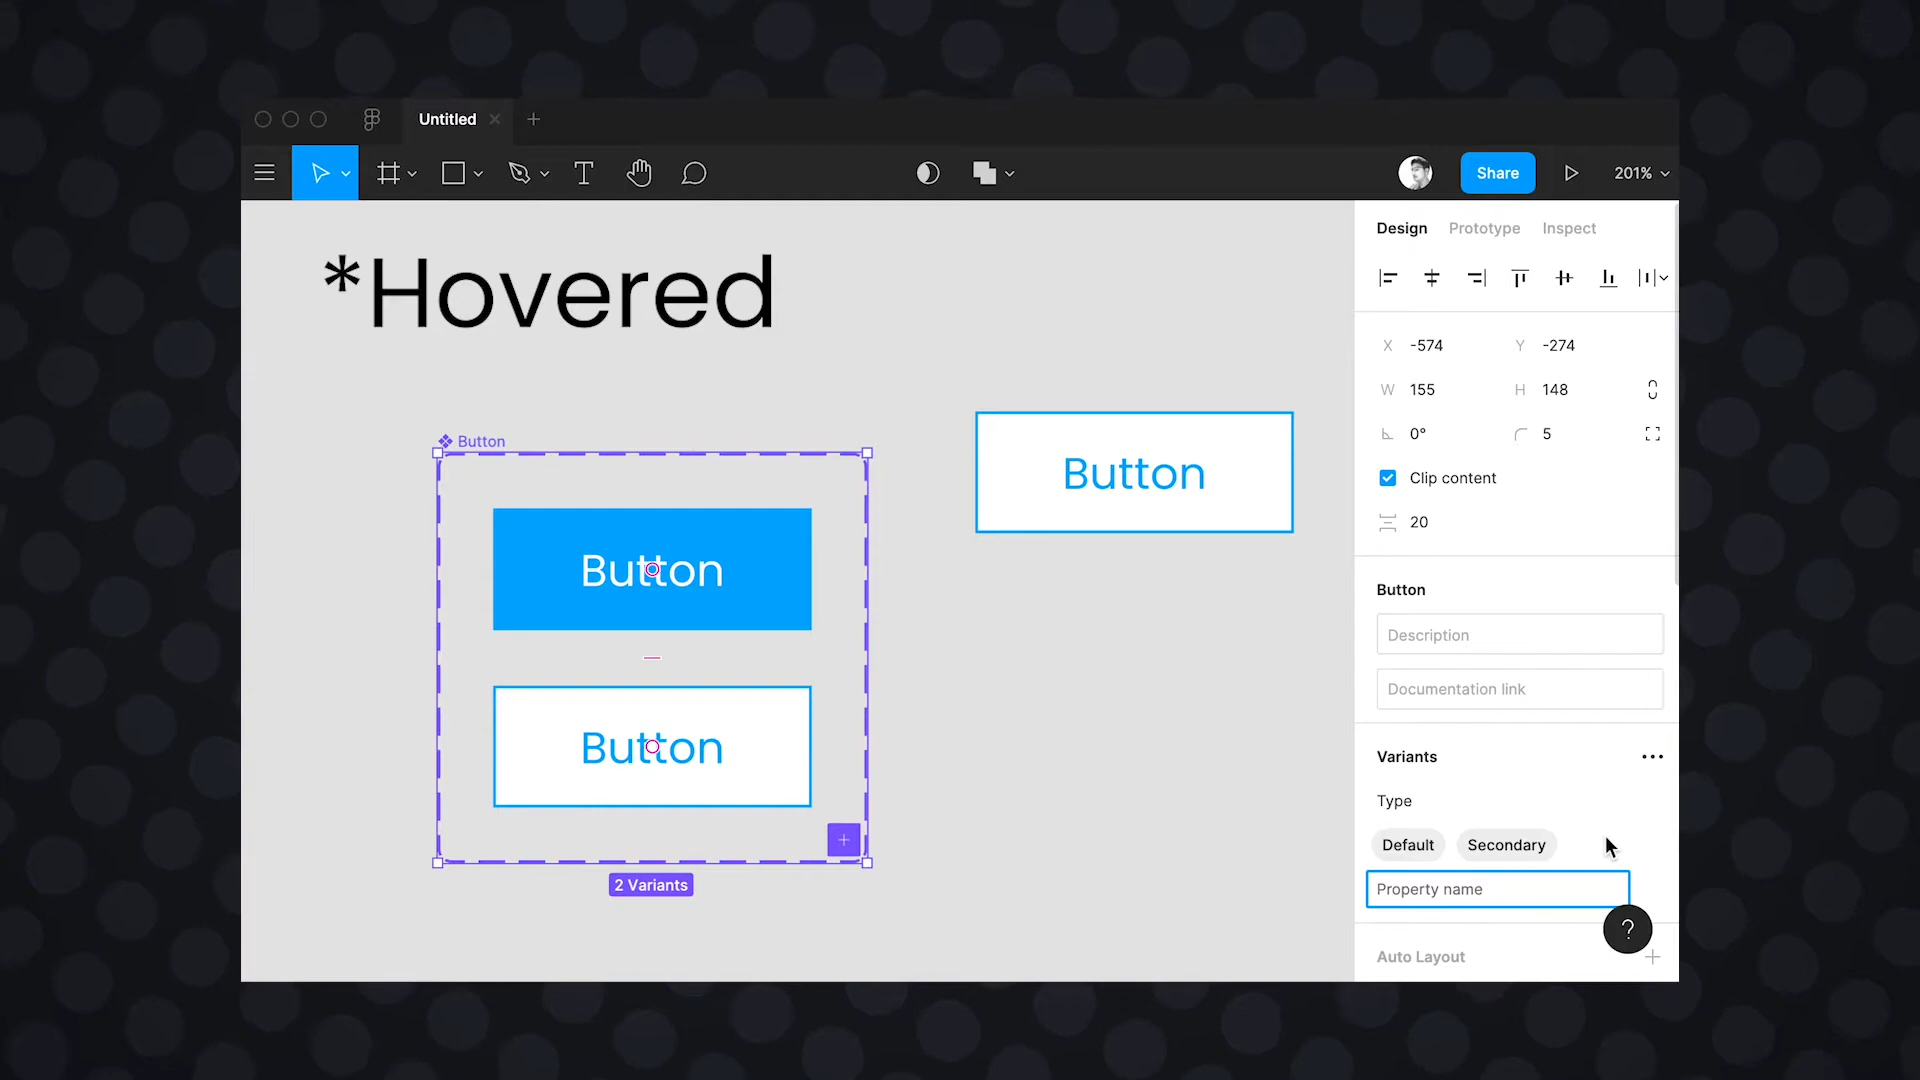 Untitled
Share
201%
*Hovered
Button
Button
Button
2 Variants
Button
Design Prototype Inspect
X -574 Y -274
W 155 H 148
0° 5
Clip content
20
Button
Description
Documentation link
Variants
Type
Default Secondary
Property name
?
Auto Layout